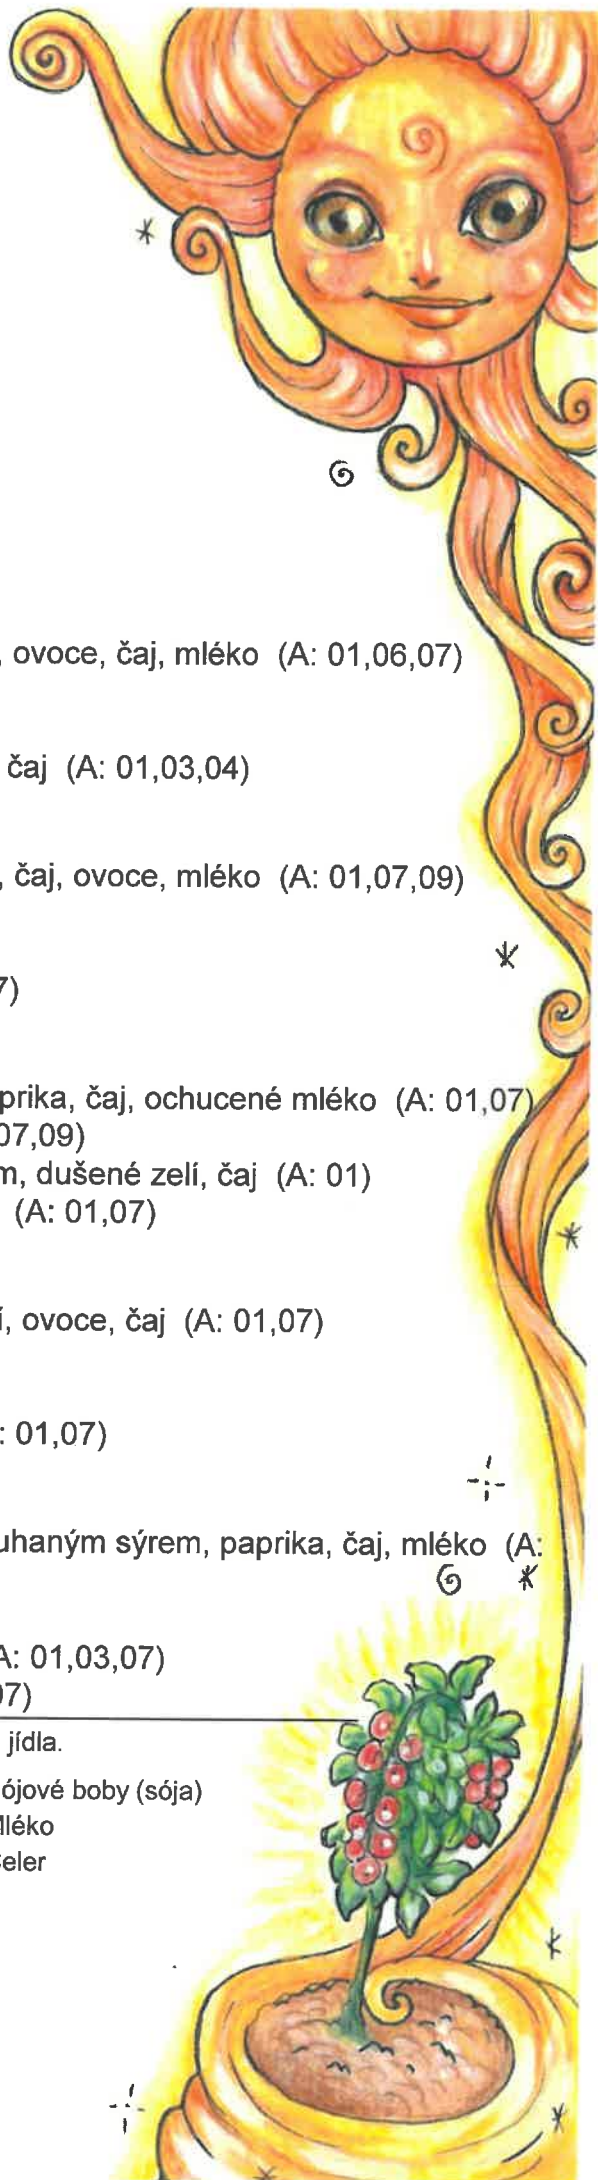 , ovoce, čaj, mléko (A: 01,06,07)
čaj (A: 01,03,04)
, čaj, ovoce, mléko (A: 01,07,09)
7)
prika, čaj, ochucené mléko (A: 01,07)
07,09)
m, dušené zelí, čaj (A: 01)
(A: 01,07)
í, ovoce, čaj (A: 01,07)
: 01,07)
uhaným sýrem, paprika, čaj, mléko (A:
A: 01,03,07)
07)
jídla.
ójové boby (sója)
léko
eler